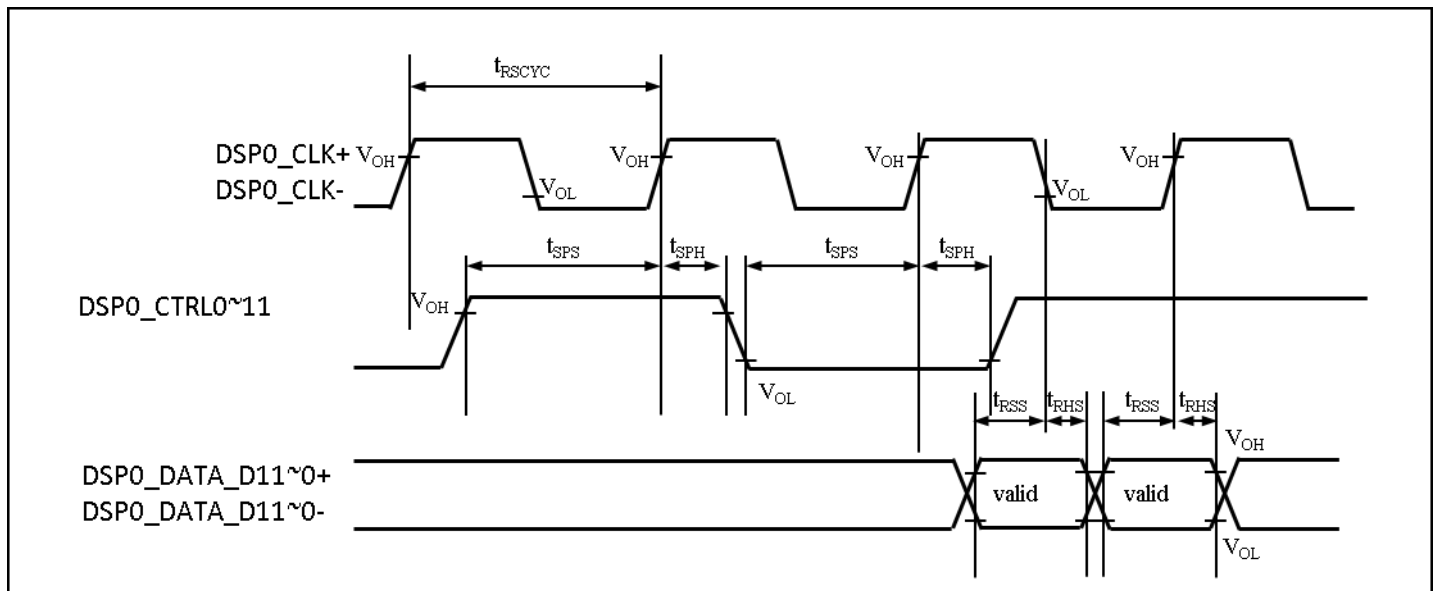 tRSCYC
DSP0_CLK+ VOH VOH VOH VOH
DSP0_CLK- VOL VOL
tSPS tSPH tSPS tSPH
DSP0_CTRL0~11 VOH
VOL
tRSS tRHS tRSS tRHS
VOH
DSP0_DATA_D11~0+
valid valid
DSP0_DATA_D11~0-
VOL